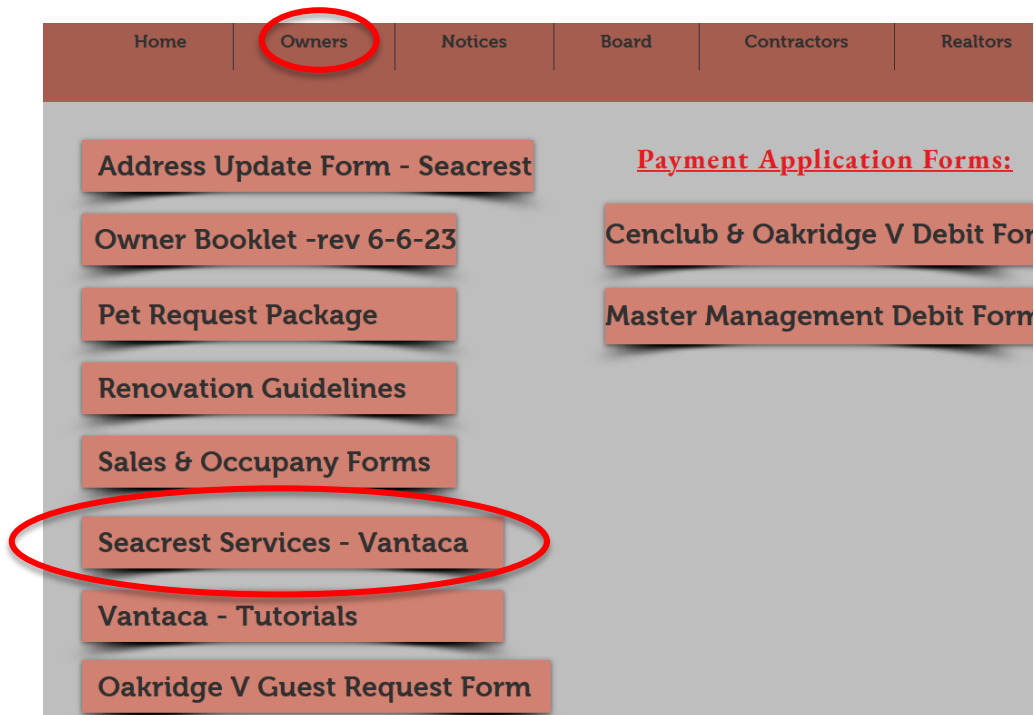 Home Owners Notices Board Contractors Realtors
Address Update Form - Seacrest
Owner Booklet -rev 6-6-23
Pet Request Package
Renovation Guidelines
Sales & Occupany Forms
Seacrest Services - Vantaca
Vantaca - Tutorials
Oakridge V Guest Request Form
Payment Application Forms:
Cenclub & Oakridge V Debit
Master Management Debit Form